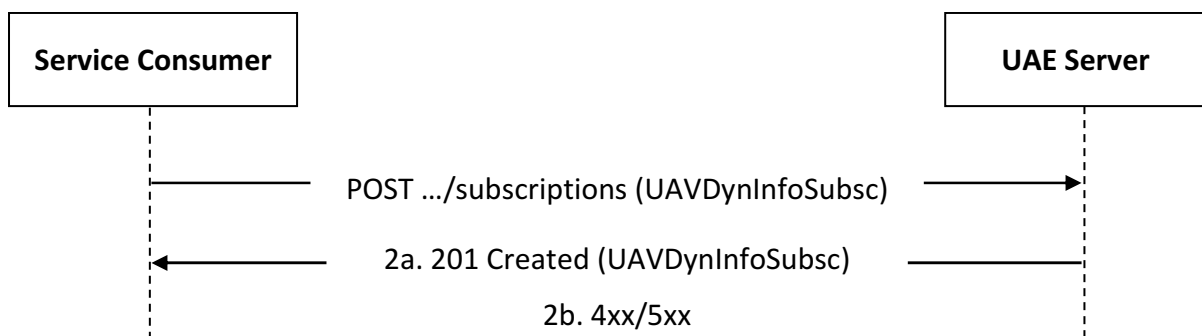 Service Consumer
UAE Server
POST .../subscriptions (UAVDynInfoSubsc)
2a. 201 Created (UAVDynInfoSubsc)
2b. 4xx/5xx